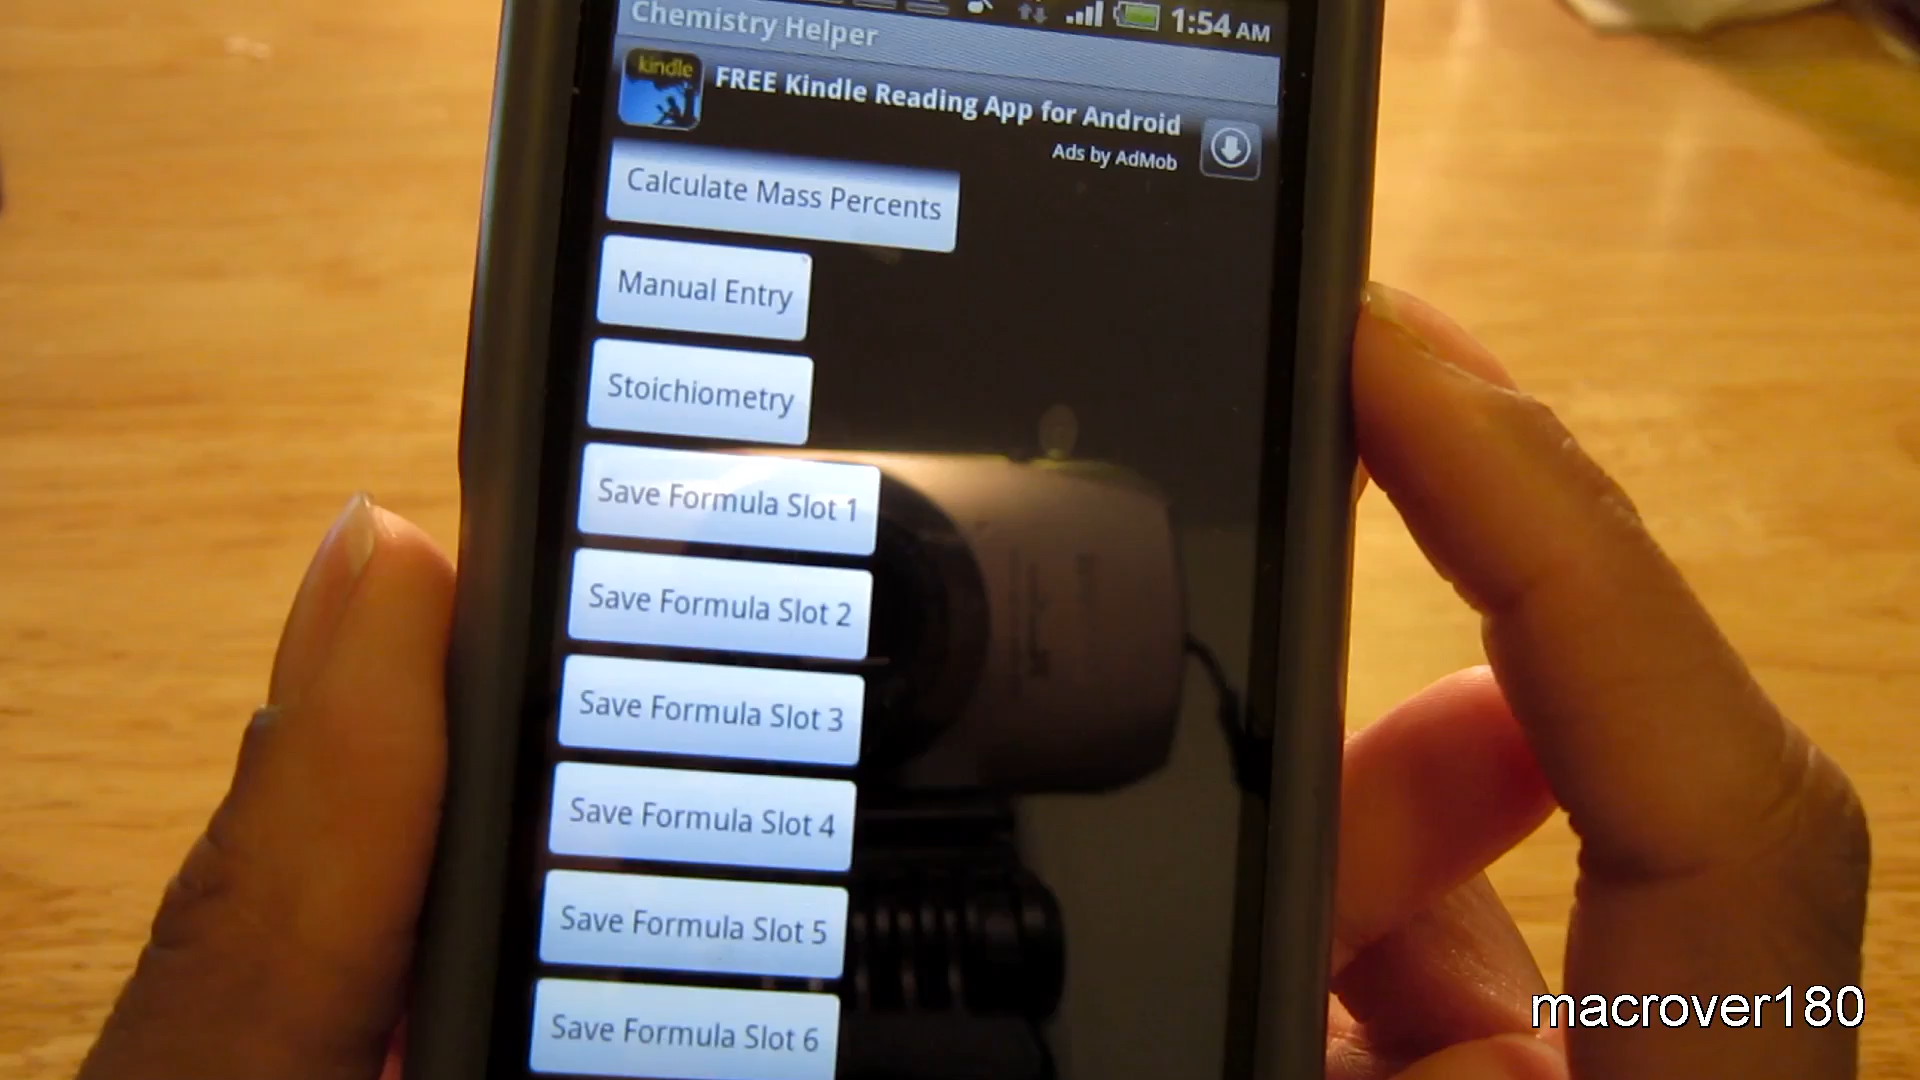 1:54 AM
Chemistry Helper
kindle
FREE Kindle Reading App for Android
Ads by AdMob
Calculate Mass Percents
Manual Entry
Stoichiometry
Save Formula Slot 1
Save Formula Slot 2
Save Formula Slot 3
Save Formula Slot 4
Save Formula Slot 5
Save Formula Slot 6
macrover180